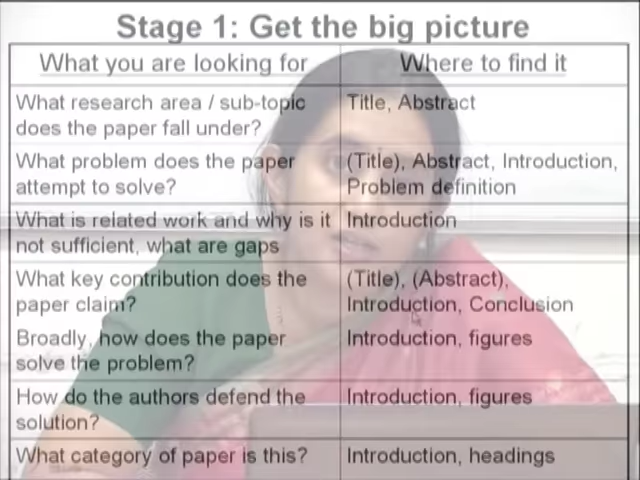 Stage 1: Get the big picture
What you are looking for
Where to find it
What research area / sub-topic
does the paper fall under?
Title, Abstract
What problem does the paper
attempt to solve?
(Title), Abstract, Introduction,
Problem definition
What is related work and why is it
not sufficient, what are gaps
Introduction
What key contribution does the
paper claim?
(Title), (Abstract),
Introduction, Conclusion
Broadly, how does the paper
solve the problem?
Introduction, figures
How do the authors defend the
solution?
Introduction, figures
What category of paper is this?
Introduction, headings